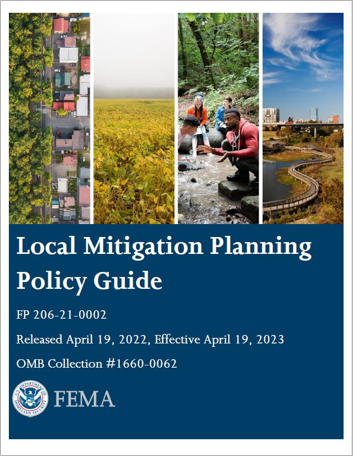 Local Mitigation Planning
Policy Guide
FP 206-21-0002
Released April 19, 2022, Effective April 19, 2023
OMB Collection #1660-0062
FEMA